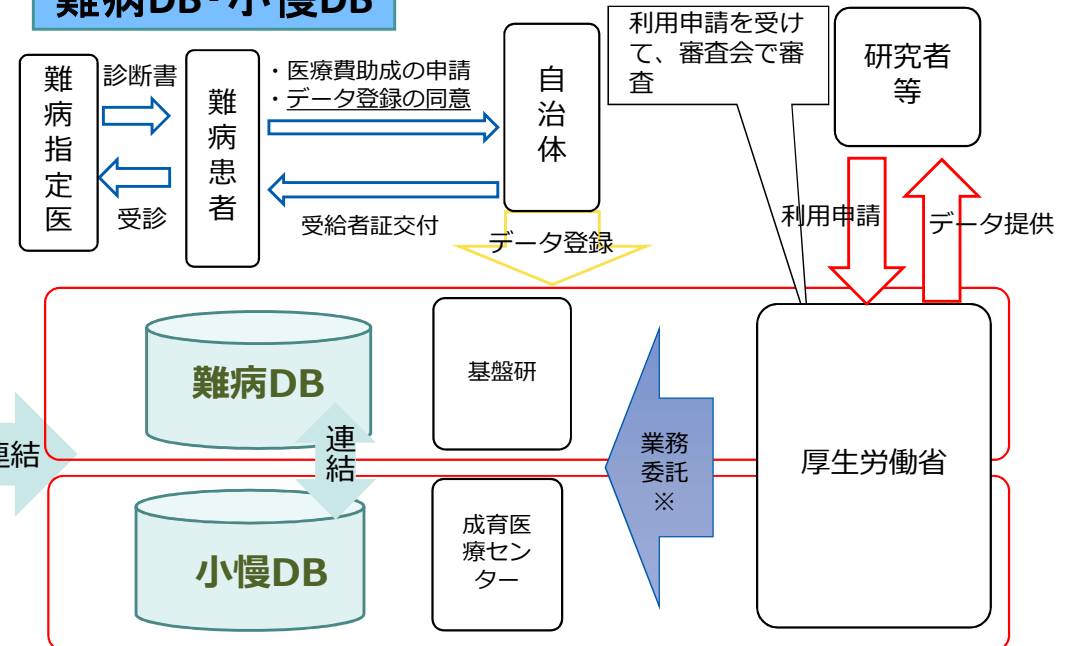 難病DB・小慢DB
難病指定医
診断書
受診
難病患者
・医療費助成の申請
・データ登録の同意
受給者証交付
自治体
利用申請を受け
て、審査会で審
査
研究者
等
利用申請
データ提供
データ登録
難病DB
基盤研
連結
連結
業務
委託
※
厚生労働省
小慢DB
成育医
療セン
ター